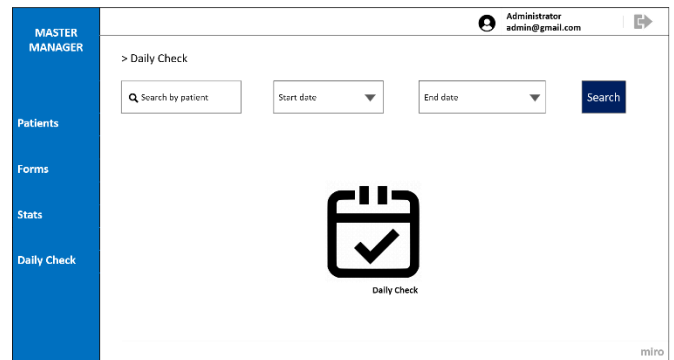 MASTER
MANAGER
Administrator
admin@gmail.com
> Daily Check
Search by patient
Start date
End date
Search
Patients
Forms
Stats
Daily Check
Daily Check
miro